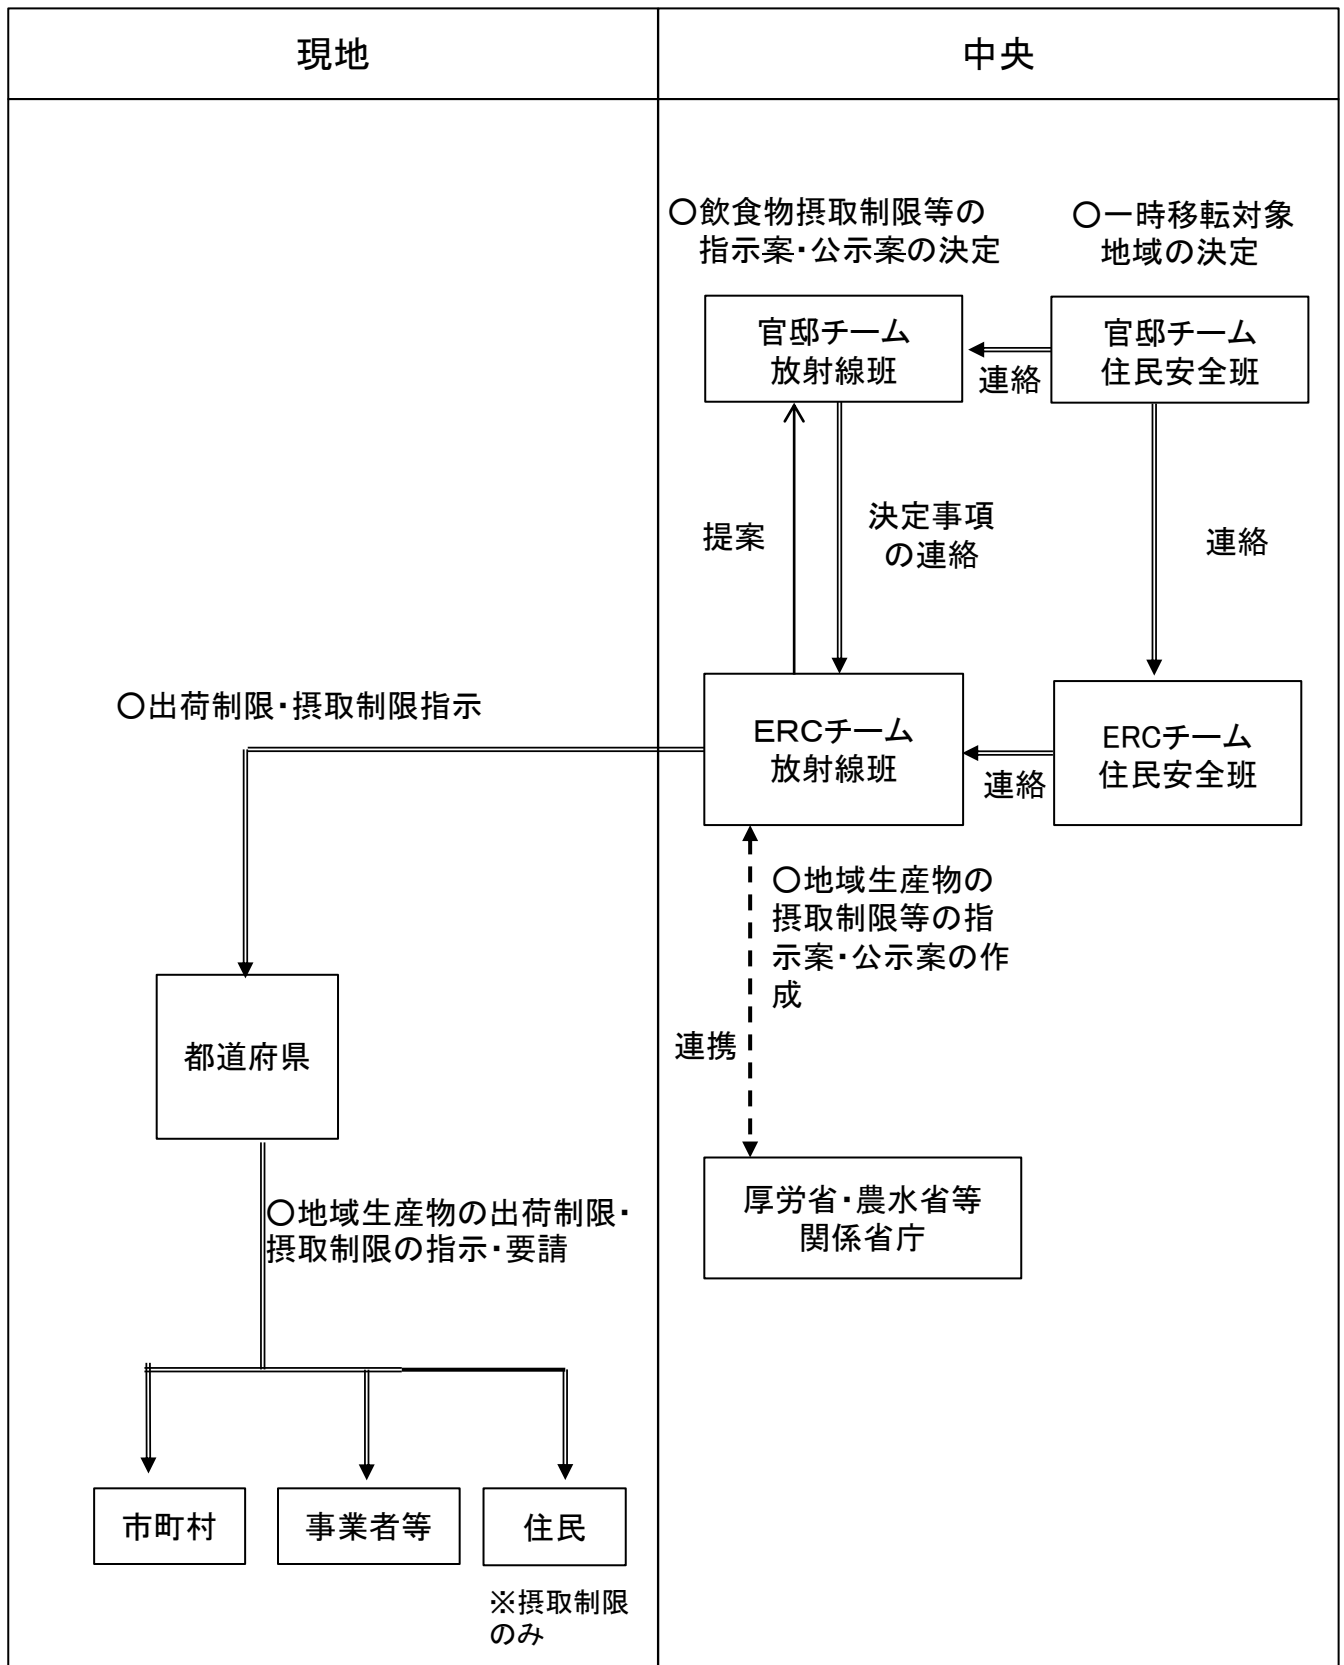 現地
中央
〇飲食物摂取制限等の
指示案・公示案の決定
〇一時移転対象
地域の決定
官邸チーム
放射線班
官邸チーム
住民安全班
連絡
提案
決定事項
の連絡
連絡
〇出荷制限・摂取制限指示
ERCチーム
放射線班
ERCチーム
住民安全班
連絡
〇地域生産物の
摂取制限等の指
示案・公示案の作
成
連携
都道府県
厚労省・農水省等
関係省庁
〇地域生産物の出荷制限・
摂取制限の指示・要請
市町村
事業者等
住民
※摂取制限
のみ